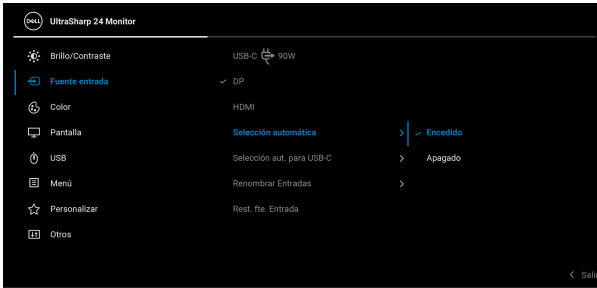 DELL UltraSharp 24 Monitor
Brillo/Contraste
USB-C 90W
Fuente entrada
DP
Color
HDMI
Pantalla
Selección automática
Encedido
USB
Selección aut. para USB-C
Apagado
Menú
Renombrar Entradas
Personalizar
Rest. fte. Entrada
Otros